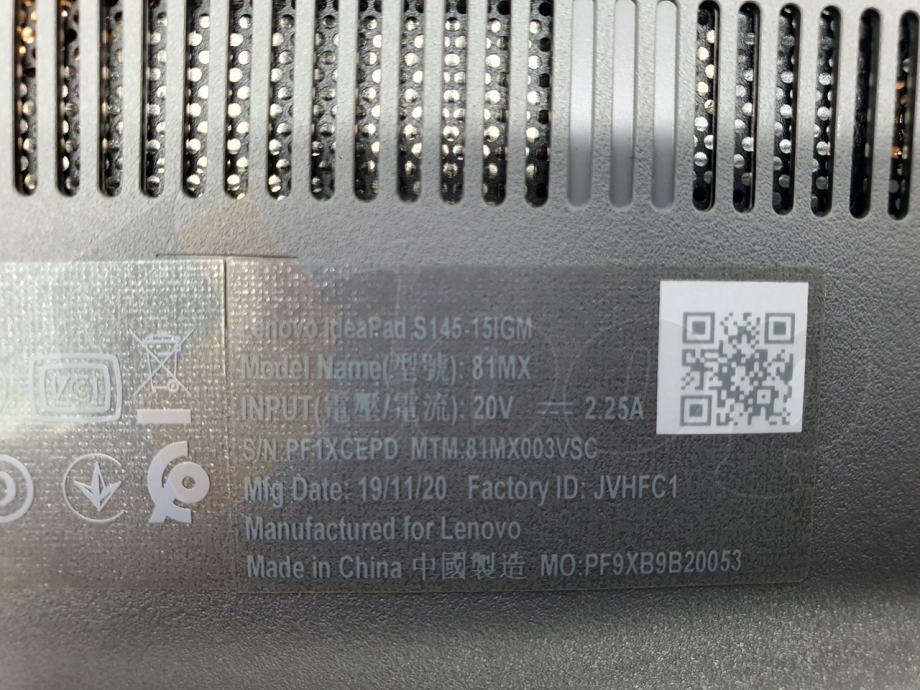 Lenovo IdeaPad S145-15IGM
Model Name(型號): 81MX
INPUT(電壓/電流): 20V ⎓ 2.25A
S/N PF1XCEPD MTM:81MX003VSC
Mfg Date: 19/11/20 Factory ID: JVHFC1
Manufactured for Lenovo
Made in China 中國製造 MO:PF9XB9B20053